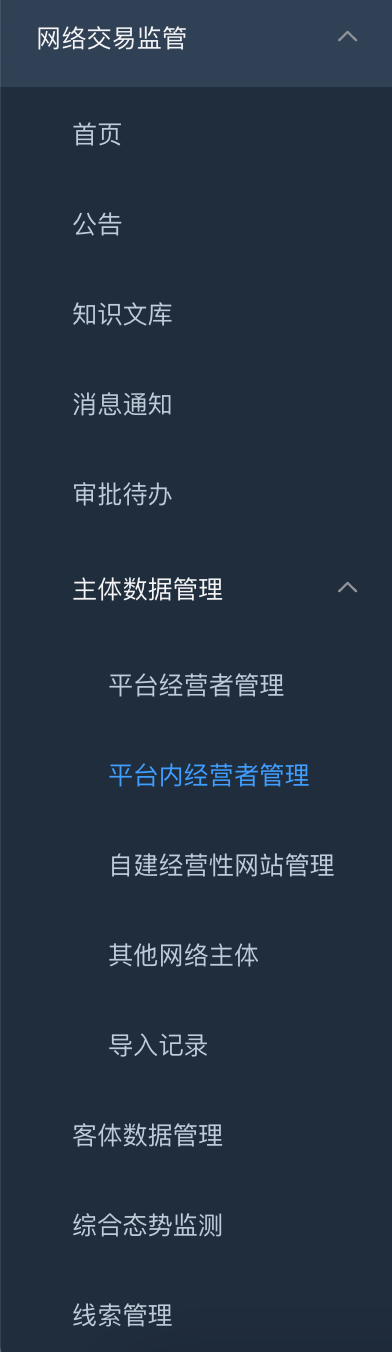 网络交易监管
首页
公告
知识文库
消息通知
审批待办
主体数据管理
平台经营者管理
平台内经营者管理
自建经营性网站管理
其他网络主体
导入记录
客体数据管理
综合态势监测
线索管理